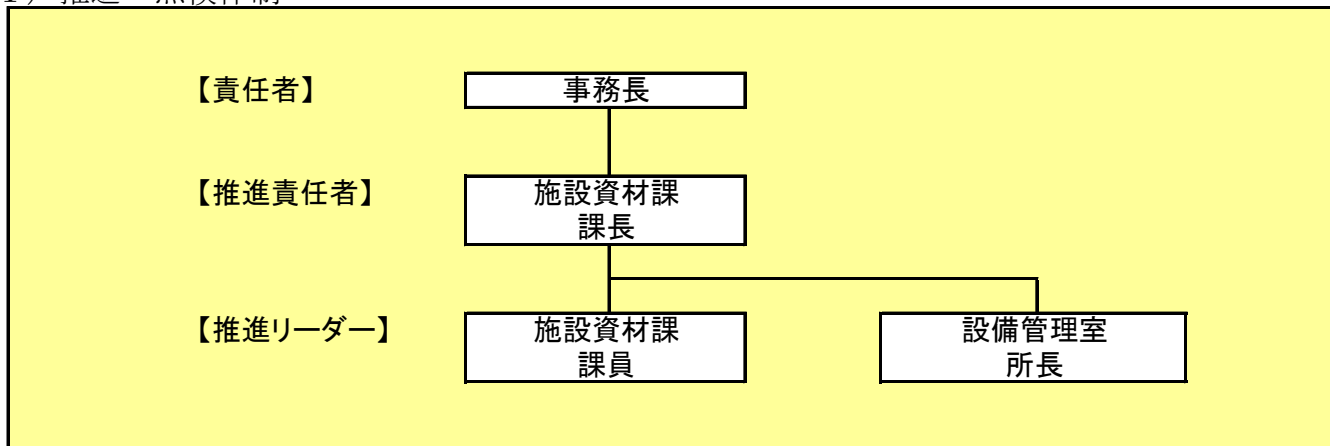 【責任者】 事務長
【推進責任者】 施設資材課
課長
【推進リーダー】 施設資材課 設備管理室
課員 所長